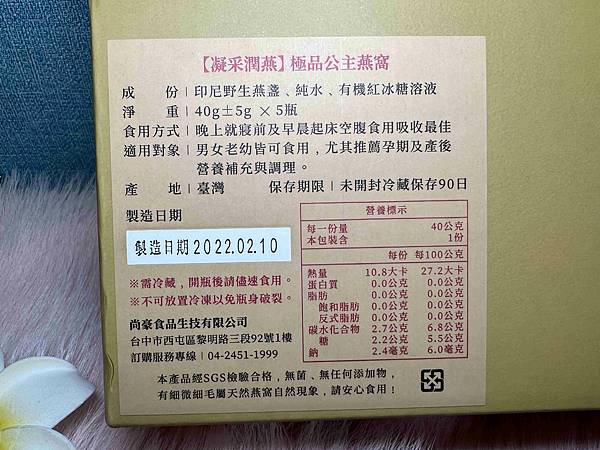 【凝采潤燕】極品公主燕窩
成　份｜印尼野生燕盞、純水、有機紅冰糖溶液
淨　重｜40g±5g × 5瓶
食用方式｜晚上就寢前及早晨起床空腹食用吸收最佳
適用對象｜男女老幼皆可食用，尤其推薦孕期及產後
營養補充與調理。
產　地｜臺灣　保存期限｜未開封冷藏保存90日
製造日期
製造日期2022.02.10
※需冷藏，開瓶後請儘速食用。
※不可放置冷凍以免瓶身破裂。
尚豪食品生技有限公司
台中市西屯區黎明路三段92號1樓
訂購服務專線｜04-2451-1999
營養標示
每一份量 40公克
本包裝含 1份
每份 每100公克
熱量 10.8大卡 27.2大卡
蛋白質 0.0公克 0.0公克
脂肪 0.0公克 0.0公克
飽和脂肪 0.0公克 0.0公克
反式脂肪 0.0公克 0.0公克
碳水化合物 2.7公克 6.8公克
糖 2.2公克 5.5公克
鈉 2.4毫克 6.0毫克
本產品經SGS檢驗合格，無菌、無任何添加物，
有細微細毛屬天然燕窩自然現象，請安心食用！